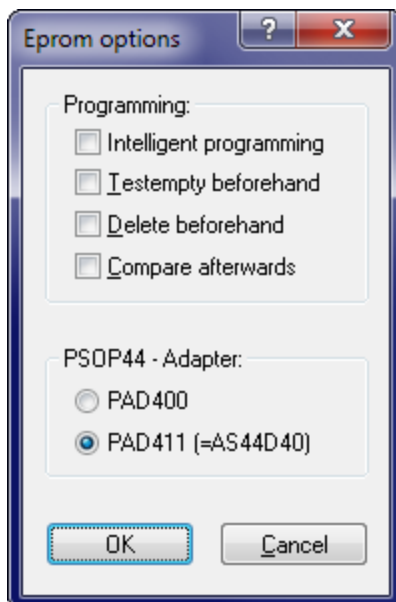 Eprom options
?
X
Programming:
Intelligent programming
Testempty beforehand
Delete beforehand
Compare afterwards
PSOP44 - Adapter:
PAD400
PAD411 (=AS44D40)
OK
Cancel